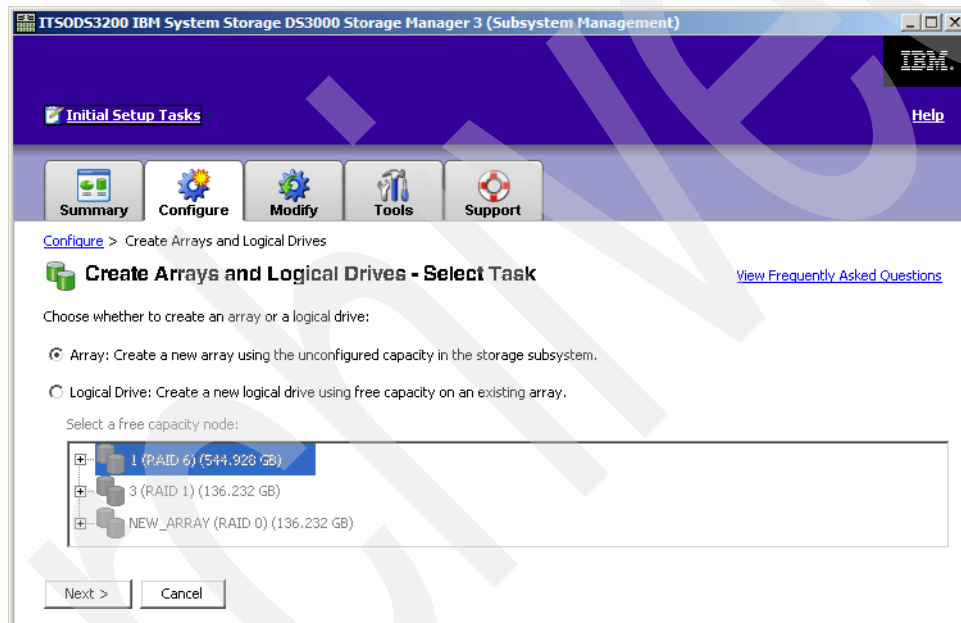 ITSODS3200 IBM System Storage DS3000 Storage Manager 3 (Subsystem Management)
IBM.
Initial Setup Tasks
Help
Summary
Configure
Modify
Tools
Support
Configure > Create Arrays and Logical Drives
Create Arrays and Logical Drives - Select Task
View Frequently Asked Questions
Choose whether to create an array or a logical drive:
Array: Create a new array using the unconfigured capacity in the storage subsystem.
Logical Drive: Create a new logical drive using free capacity on an existing array.
Select a free capacity node:
1 (RAID 6) (544.928 GB)
3 (RAID 1) (136.232 GB)
NEW_ARRAY (RAID 0) (136.232 GB)
Next >
Cancel